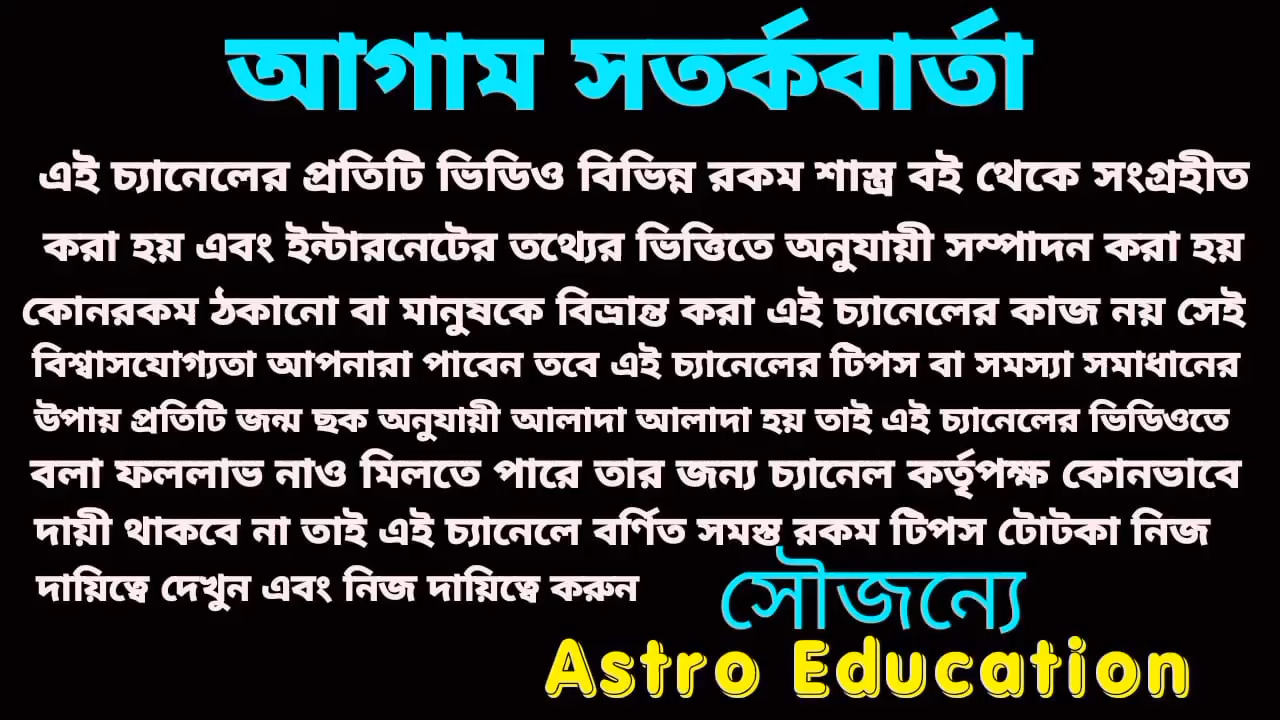 আগাম সতর্কবার্তা
এই চ্যানেলের প্রতিটি ভিডিও বিভিন্ন রকম শাস্ত্র বই থেকে সংগ্রহীত
করা হয় এবং ইন্টারনেটের তথ্যের ভিত্তিতে অনুযায়ী সম্পাদন করা হয়
কোনরকম ঠকানো বা মানুষকে বিভ্রান্ত করা এই চ্যানেলের কাজ নয় সেই
বিশ্বাসযোগ্যতা আপনারা পাবেন তবে এই চ্যানেলের টিপস বা সমস্যা সমাধানের
উপায় প্রতিটি জন্ম ছক অনুযায়ী আলাদা আলাদা হয় তাই এই চ্যানেলের ভিডিওতে
বলা ফললাভ নাও মিলতে পারে তার জন্য চ্যানেল কর্তৃপক্ষ কোনভাবে
দায়ী থাকবে না তাই এই চ্যানেলে বর্ণিত সমস্ত রকম টিপস টোটকা নিজ
দায়িত্বে দেখুন এবং নিজ দায়িত্বে করুন
সৌজন্যে
Astro Education